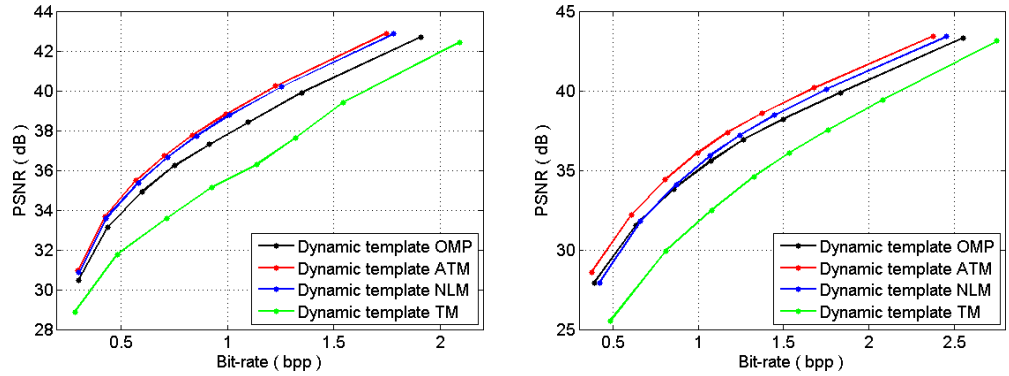 44
42
40
38
36
34
32
30
28
PSNR ( dB )
0.5
1
1.5
2
Bit-rate ( bpp )
Dynamic template OMP
Dynamic template ATM
Dynamic template NLM
Dynamic template TM
45
40
35
30
25
PSNR ( dB )
0.5
1
1.5
2
2.5
Bit-rate ( bpp )
Dynamic template OMP
Dynamic template ATM
Dynamic template NLM
Dynamic template TM